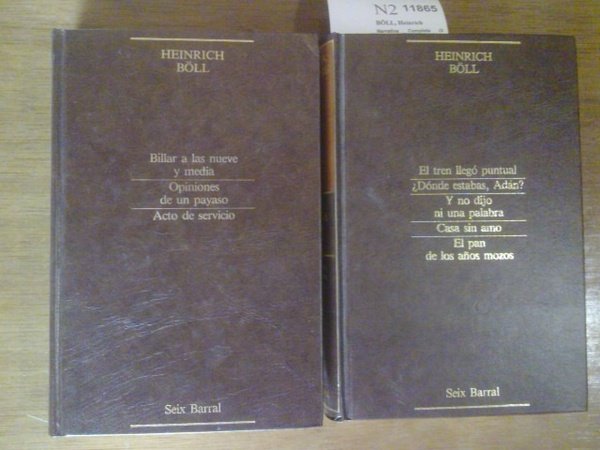 HEINRICH
BÖLL
Billar a las nueve
y media
Opiniones
de un payaso
Acto de servicio
Seix Barral
N2 11865
BÖLL, Heinrich
Narrativa Completa
HEINRICH
BÖLL
El tren llegó puntual
¿Dónde estabas, Adán?
Y no dijo
ni una palabra
Casa sin amo
El pan
de los años mozos
Seix Barral